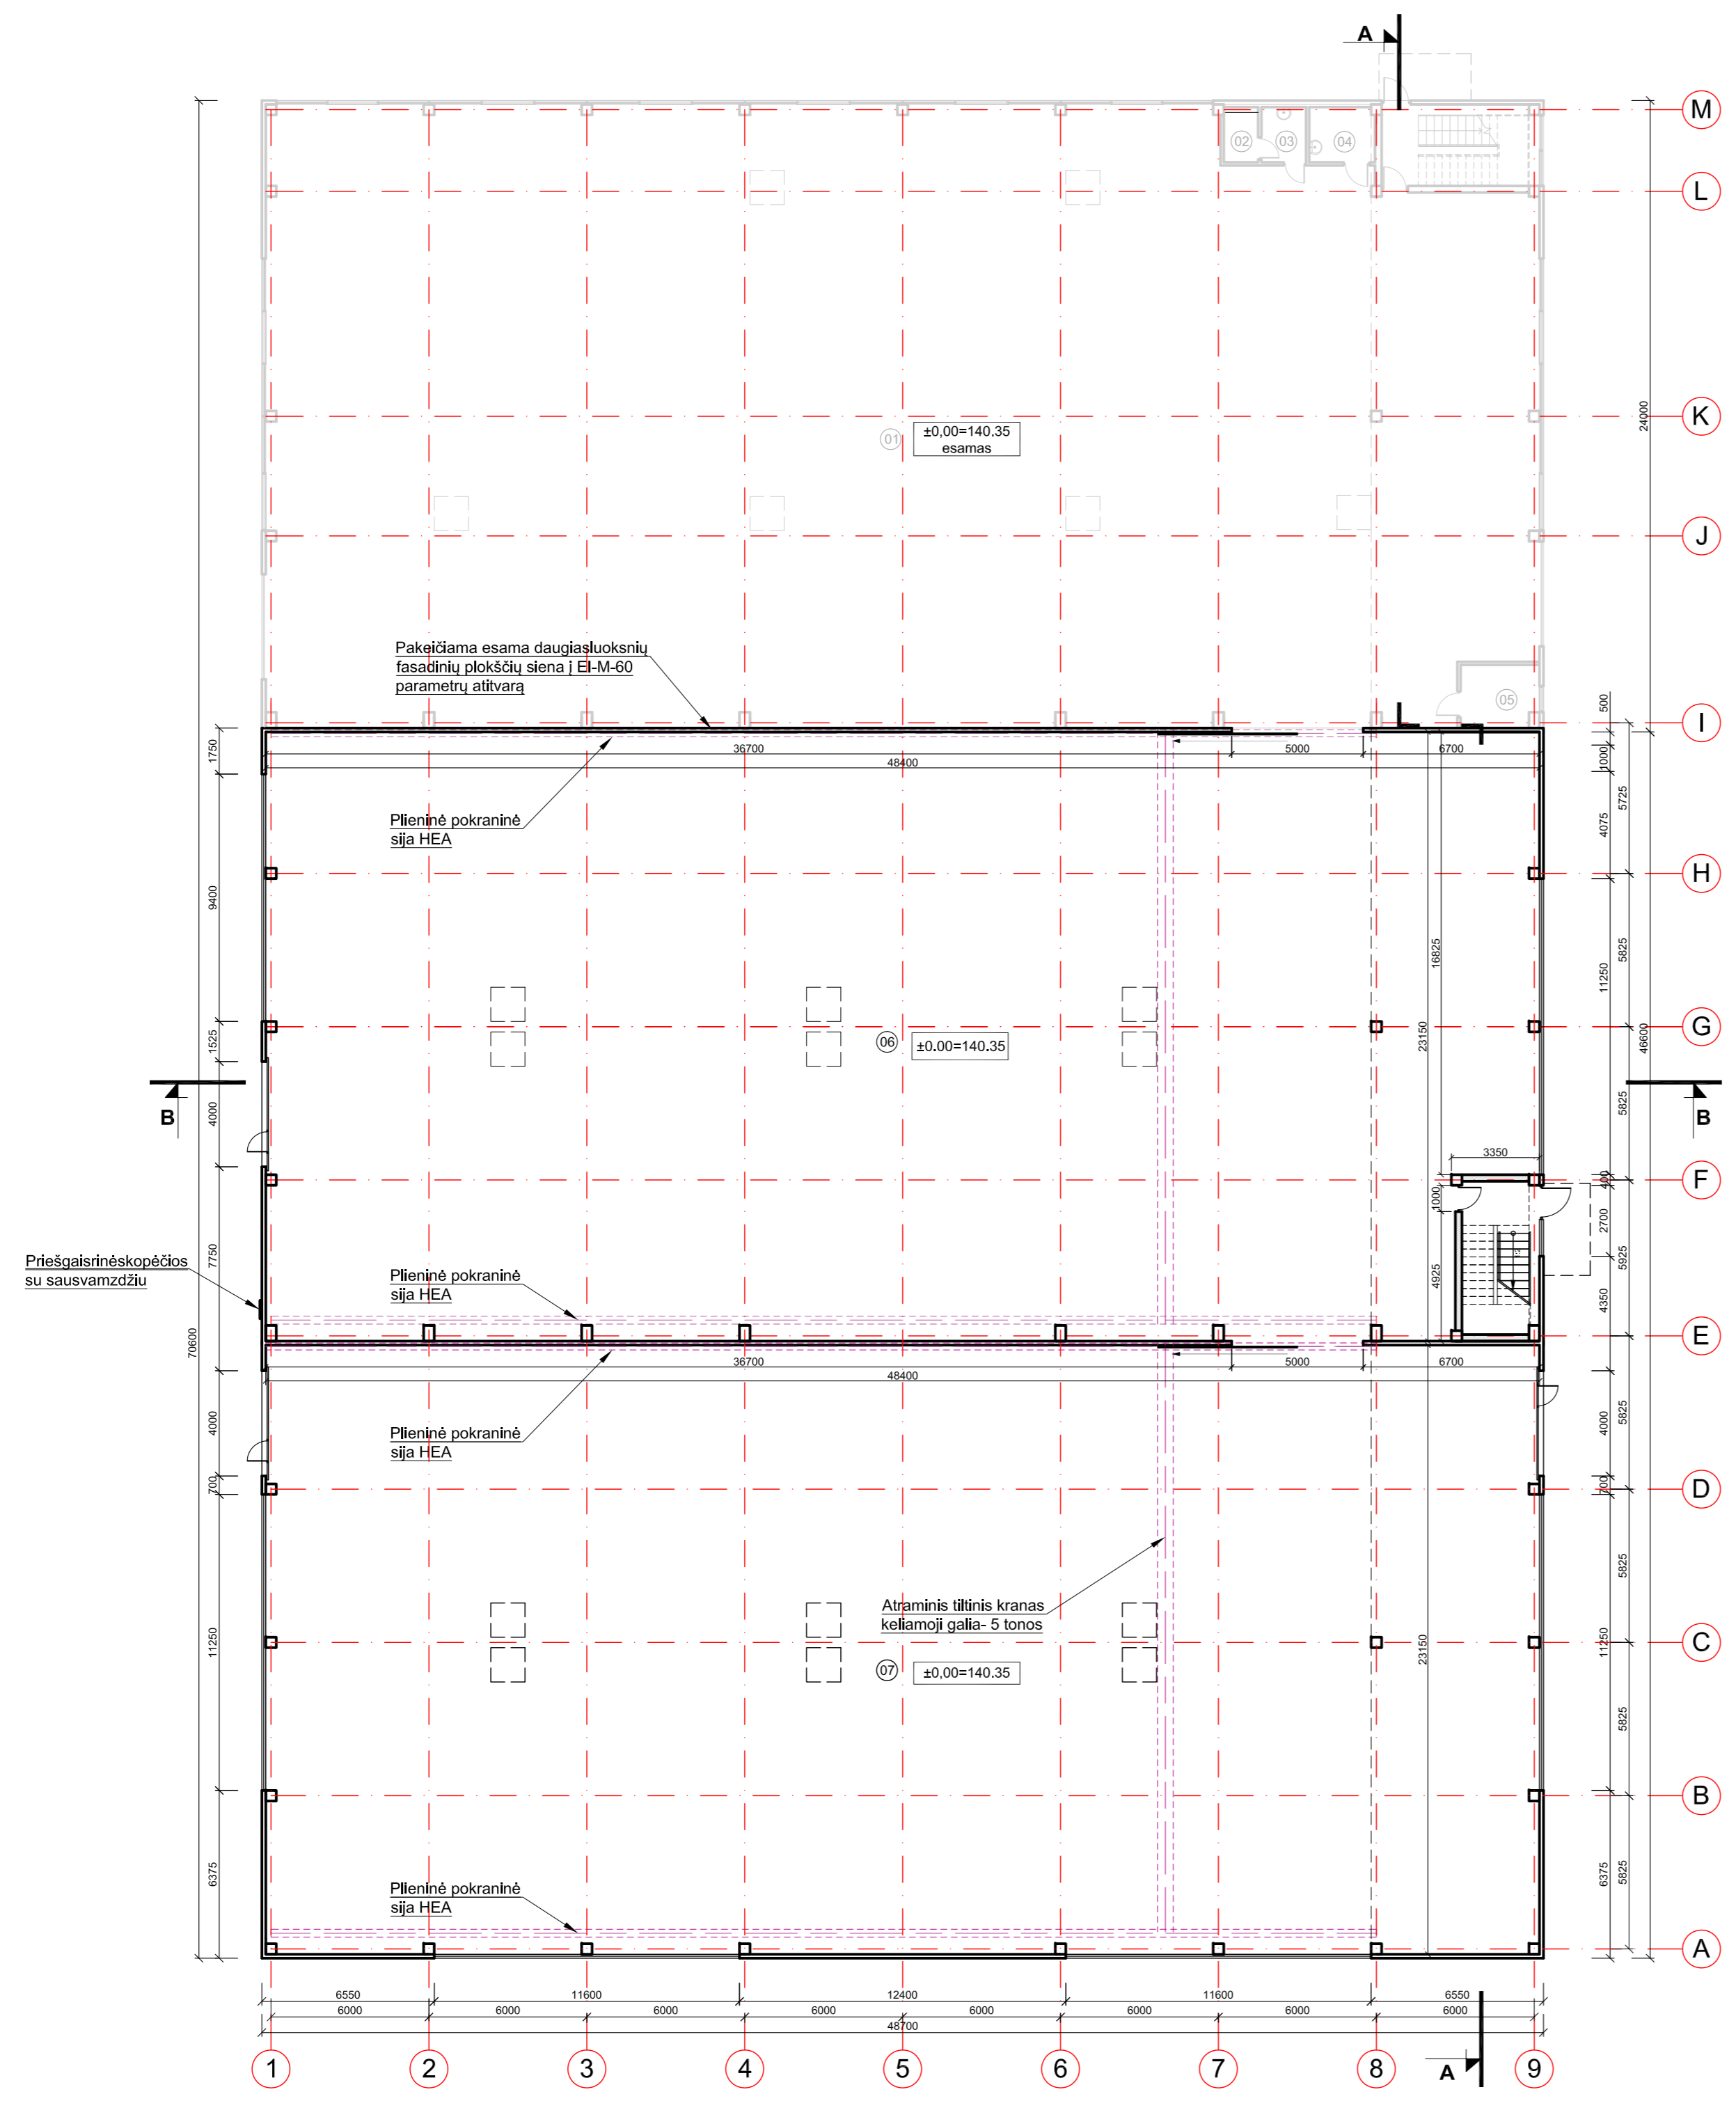 A
M
02
03
04
L
24000
K
01
±0,00=140.35
esamas
J
Pakeičiama esama daugiasluoksnių
fasadinių plokščių siena į EI-M-60
parametrų atitvarą
05
500
I
1750
36700
5000
6700
1000
48400
5725
Plieninė pokraninė
sija HEA
4075
H
9400
16825
11250
5825
23150
G
46600
15225
06
±0.00=140.35
B
4000
5825
B
3350
400
F
1000
2700
7750
5925
Priešgaisrinėskopėčios
su sausvamzdžiu
Plieninė pokraninė
sija HEA
4925
4350
70600
E
36700
5000
6700
48400
4000
Plieninė pokraninė
sija HEA
4000
5825
700
700
D
5825
Atraminis tiltinis kranas
keliamoji galia- 5 tonos
11250
23150
11250
C
07
±0,00=140.35
5825
B
6375
Plieninė pokraninė
sija HEA
6375
5825
A
6550
11600
12400
11600
6550
6000
6000
6000
6000
6000
6000
6000
6000
48700
1
2
3
4
5
6
7
8
9
A